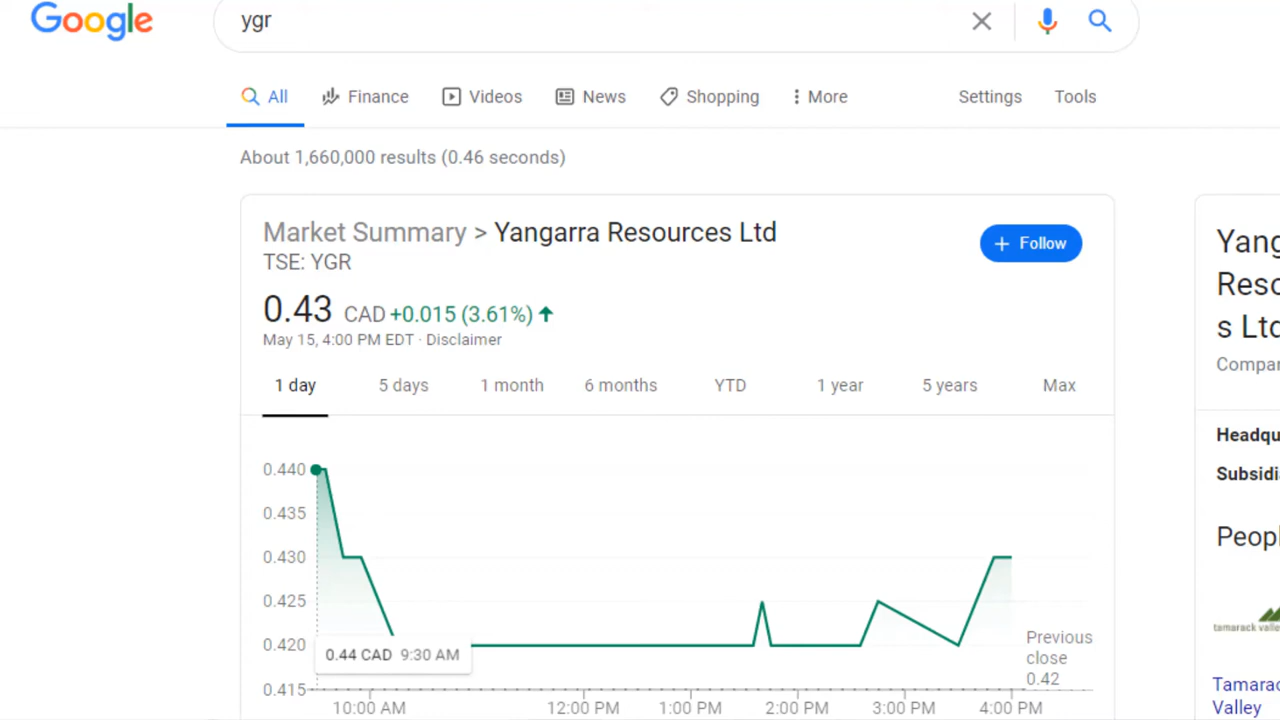 Google
ygr
All Finance Videos News Shopping More Settings Tools
About 1,660,000 results (0.46 seconds)
Market Summary > Yangarra Resources Ltd
TSE: YGR
+ Follow
0.43 CAD +0.015 (3.61%)
May 15, 4:00 PM EDT · Disclaimer
1 day 5 days 1 month 6 months YTD 1 year 5 years Max
0.440
0.435
0.430
0.425
0.420
0.415
0.44 CAD 9:30 AM
Previous
close
0.42
10:00 AM 12:00 PM 1:00 PM 2:00 PM 3:00 PM 4:00 PM
Yang
Reso
s Ltd
Compan
Headqu
Subsidi
Peopl
tamarack valle
Tamarac
Valley